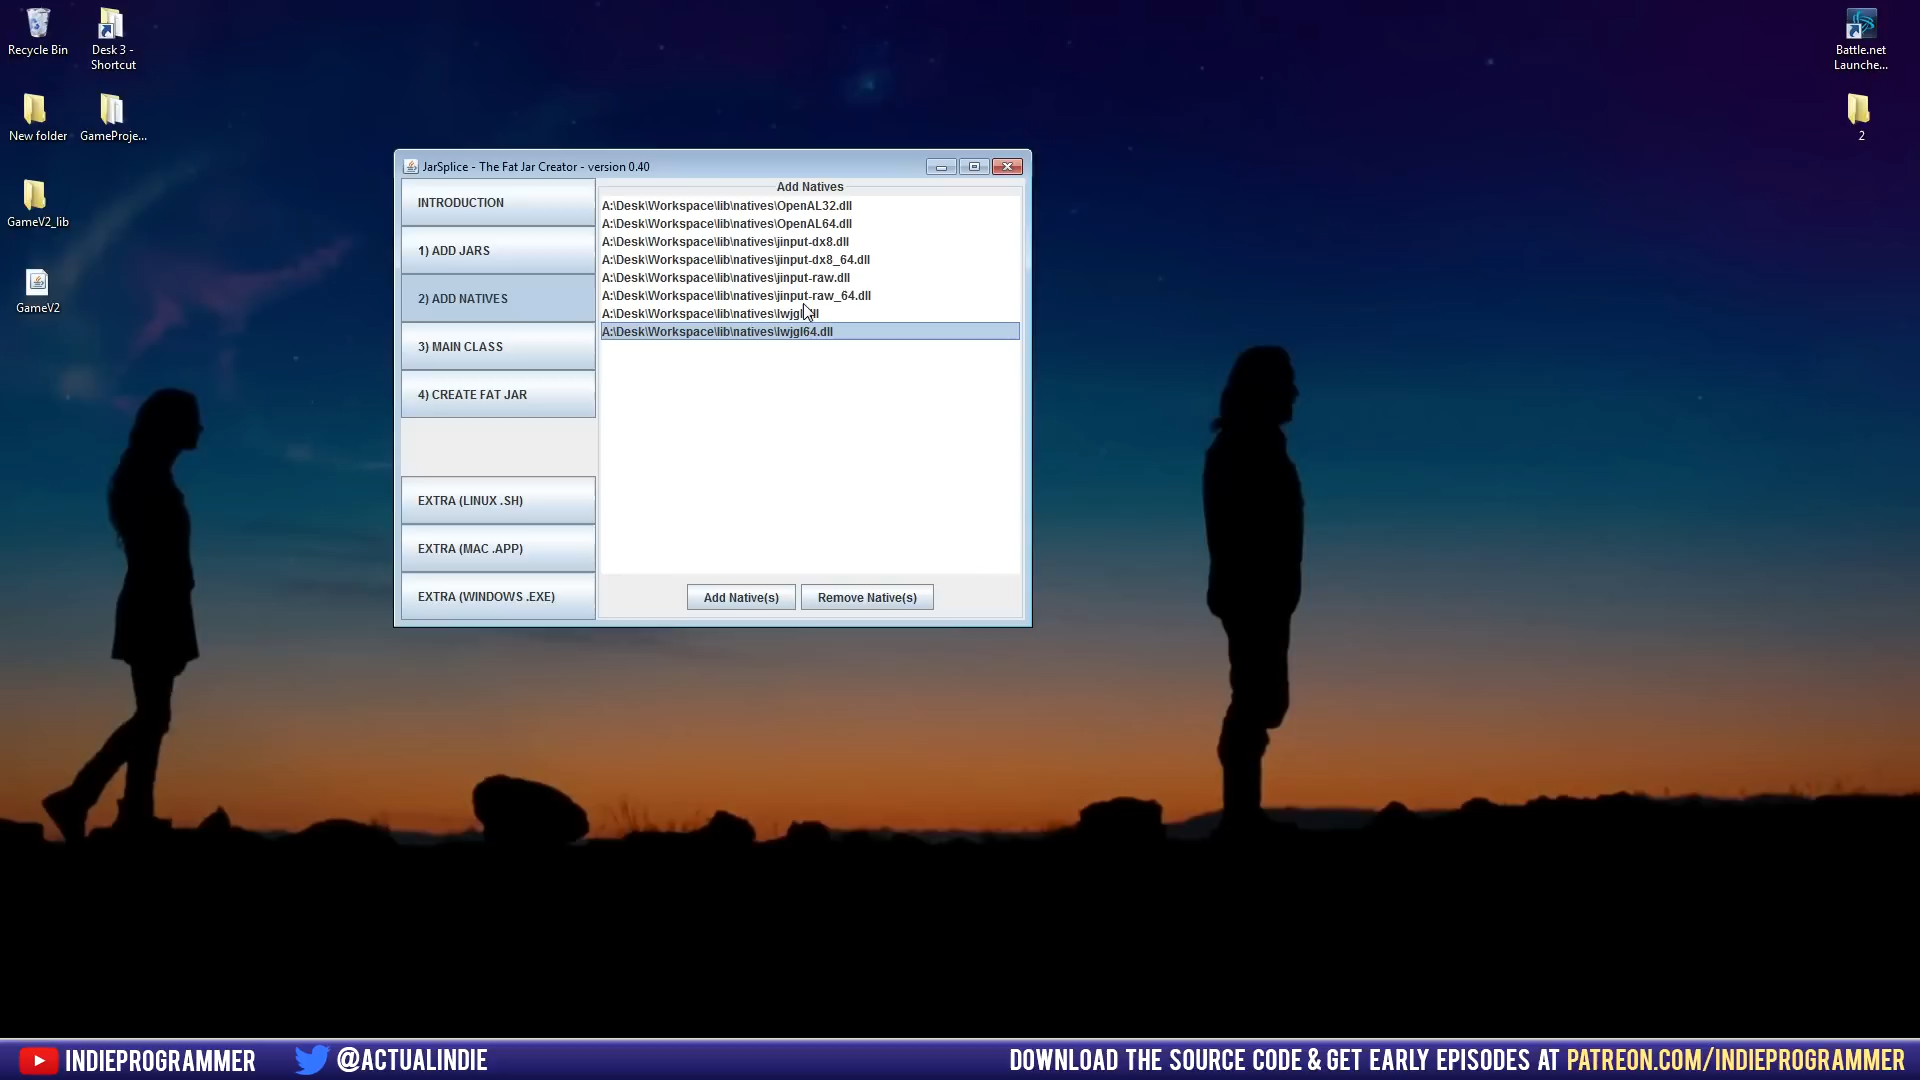 Recycle Bin
Desk 3 -
Shortcut
New folder
GameProje...
GameV2_lib
GameV2
Battle.net
Launche...
2
JarSplice - The Fat Jar Creator - version 0.40
INTRODUCTION
1) ADD JARS
2) ADD NATIVES
3) MAIN CLASS
4) CREATE FAT JAR
EXTRA (LINUX .SH)
EXTRA (MAC .APP)
EXTRA (WINDOWS .EXE)
Add Natives
A:\Desk\Workspace\lib\natives\OpenAL32.dll
A:\Desk\Workspace\lib\natives\OpenAL64.dll
A:\Desk\Workspace\lib\natives\jinput-dx8.dll
A:\Desk\Workspace\lib\natives\jinput-dx8_64.dll
A:\Desk\Workspace\lib\natives\jinput-raw.dll
A:\Desk\Workspace\lib\natives\jinput-raw_64.dll
A:\Desk\Workspace\lib\natives\lwjgl.dll
A:\Desk\Workspace\lib\natives\lwjgl64.dll
Add Native(s)
Remove Native(s)
INDIEPROGRAMMER
@ACTUALINDIE
DOWNLOAD THE SOURCE CODE & GET EARLY EPISODES AT PATREON.COM/INDIEPROGRAMMER